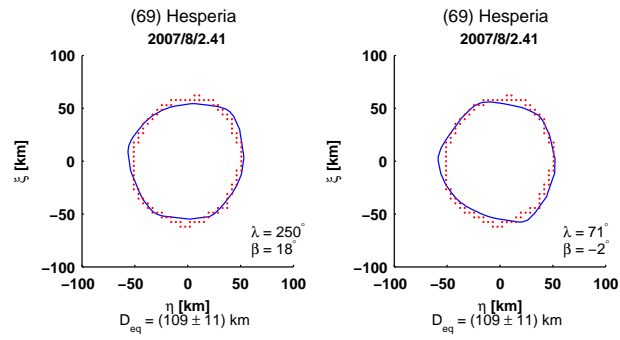 (69) Hesperia
2007/8/2.41
100
50
0
−50
−100
ξ [km]
λ = 250°
β = 18°
−100 −50 0 50 100
η [km]
D_eq = (109 ± 11) km
(69) Hesperia
2007/8/2.41
100
50
0
−50
−100
ξ [km]
λ = 71°
β = −2°
−100 −50 0 50 100
η [km]
D_eq = (109 ± 11) km